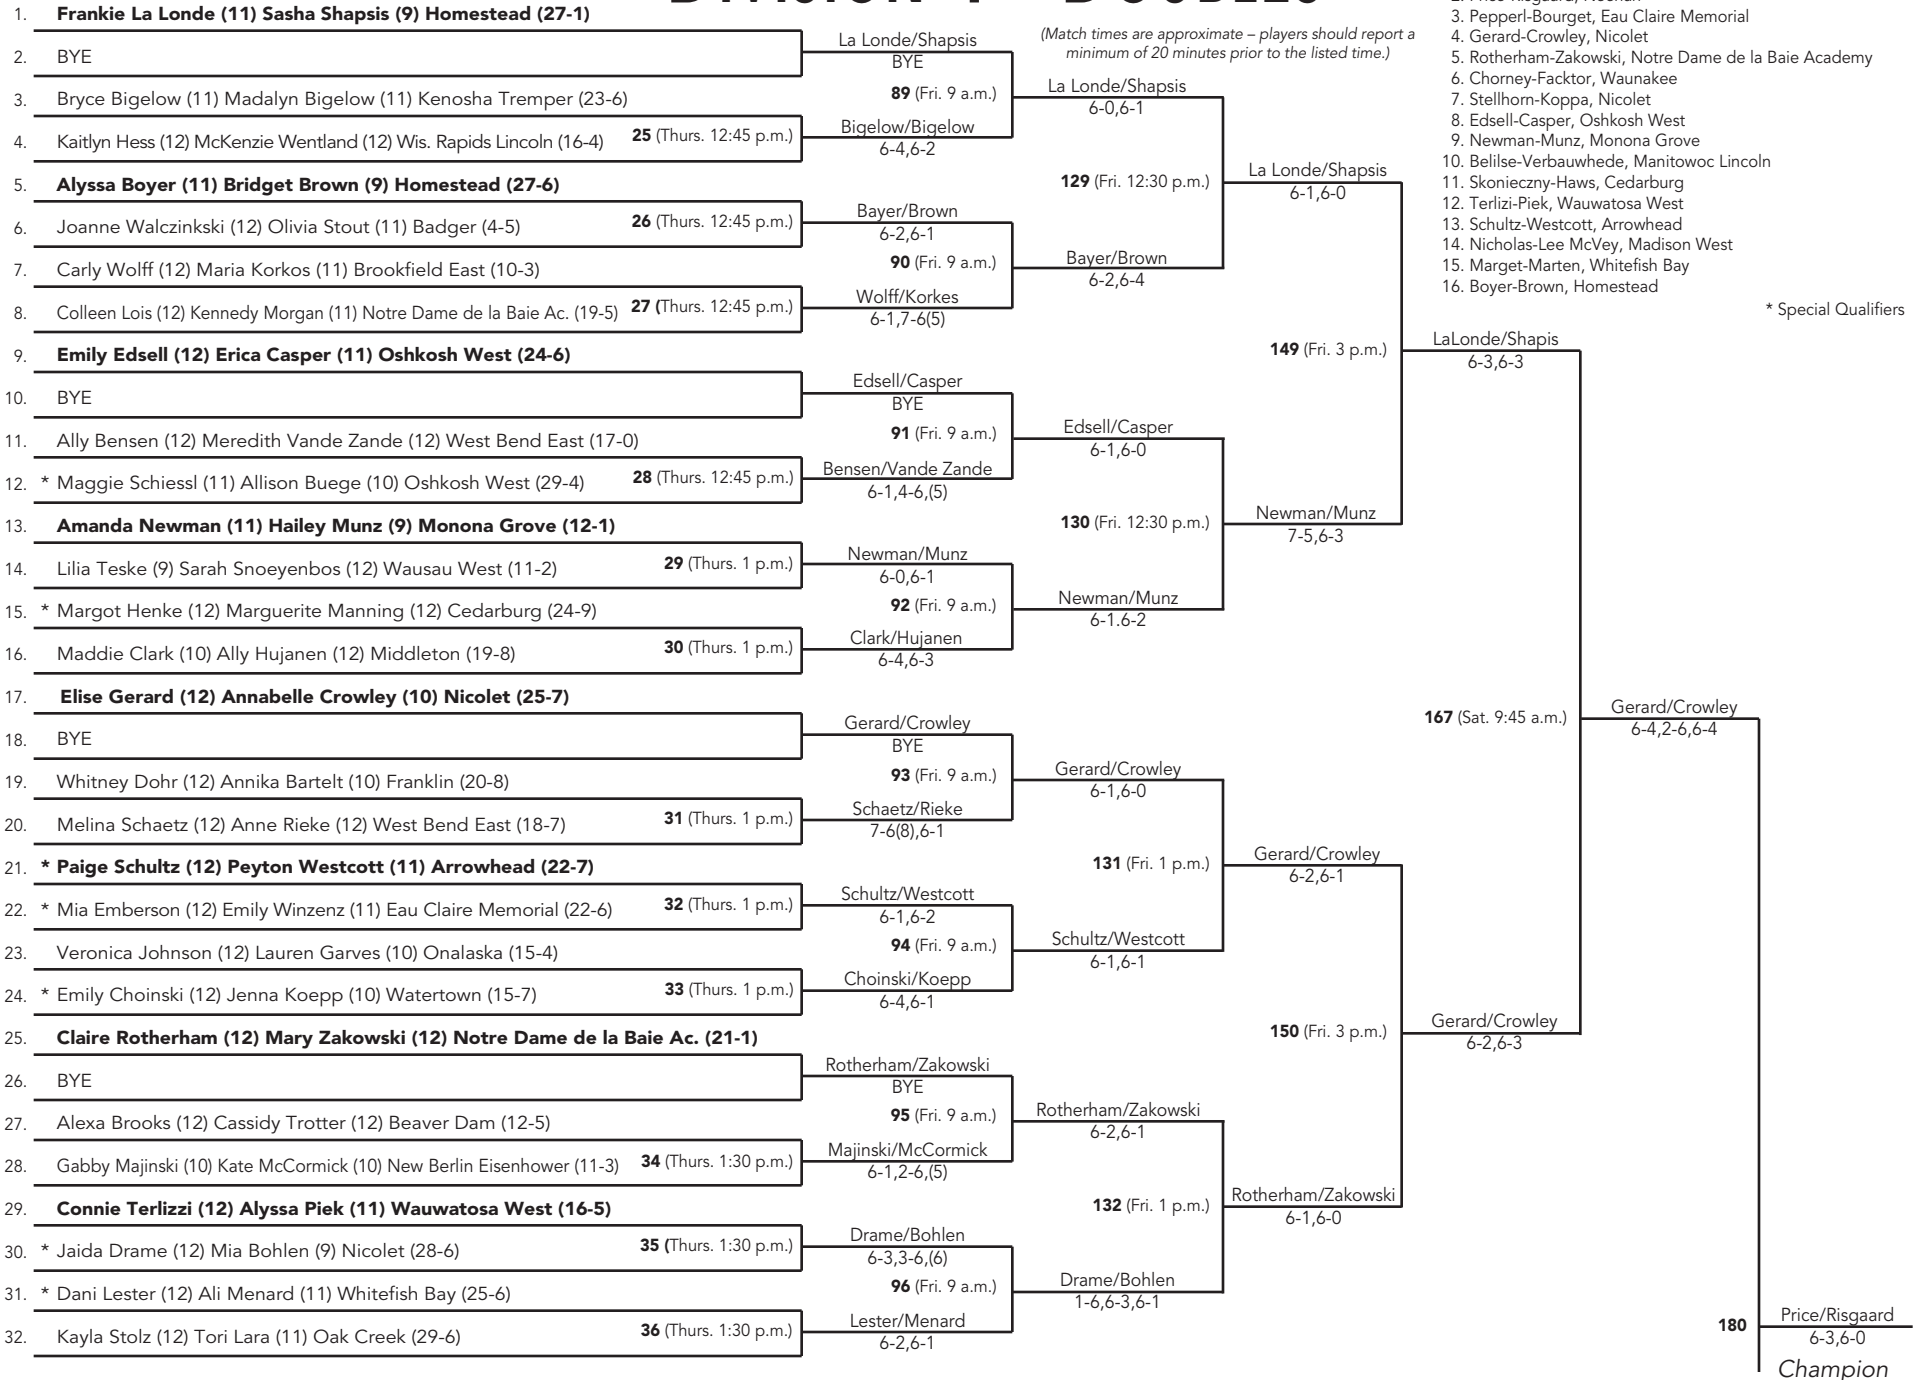 DIVISION 1 – DOUBLES
(Match times are approximate – players should report a
minimum of 20 minutes prior to the listed time.)
3. Pepperl-Bourget, Eau Claire Memorial
4. Gerard-Crowley, Nicolet
5. Rotherham-Zakowski, Notre Dame de la Baie Academy
6. Chorney-Facktor, Waunakee
7. Stellhorn-Koppa, Nicolet
8. Edsell-Casper, Oshkosh West
9. Newman-Munz, Monona Grove
10. Belilse-Verbauwhede, Manitowoc Lincoln
11. Skonieczny-Haws, Cedarburg
12. Terlizi-Piek, Wauwatosa West
13. Schultz-Westcott, Arrowhead
14. Nicholas-Lee McVey, Madison West
15. Marget-Marten, Whitefish Bay
16. Boyer-Brown, Homestead
* Special Qualifiers
1. Frankie La Londe (11) Sasha Shapsis (9) Homestead (27-1)
2. BYE
3. Bryce Bigelow (11) Madalyn Bigelow (11) Kenosha Tremper (23-6)
4. Kaitlyn Hess (12) McKenzie Wentland (12) Wis. Rapids Lincoln (16-4) 25 (Thurs. 12:45 p.m.)
5. Alyssa Boyer (11) Bridget Brown (9) Homestead (27-6)
6. Joanne Walczinkski (12) Olivia Stout (11) Badger (4-5) 26 (Thurs. 12:45 p.m.)
7. Carly Wolff (12) Maria Korkos (11) Brookfield East (10-3)
8. Colleen Lois (12) Kennedy Morgan (11) Notre Dame de la Baie Ac. (19-5) 27 (Thurs. 12:45 p.m.)
9. Emily Edsell (12) Erica Casper (11) Oshkosh West (24-6)
10. BYE
11. Ally Bensen (12) Meredith Vande Zande (12) West Bend East (17-0)
12. * Maggie Schiessl (11) Allison Buege (10) Oshkosh West (29-4) 28 (Thurs. 12:45 p.m.)
13. Amanda Newman (11) Hailey Munz (9) Monona Grove (12-1)
14. Lilia Teske (9) Sarah Snoeyenbos (12) Wausau West (11-2) 29 (Thurs. 1 p.m.)
15. * Margot Henke (12) Marguerite Manning (12) Cedarburg (24-9)
16. Maddie Clark (10) Ally Hujanen (12) Middleton (19-8) 30 (Thurs. 1 p.m.)
17. Elise Gerard (12) Annabelle Crowley (10) Nicolet (25-7)
18. BYE
19. Whitney Dohr (12) Annika Bartelt (10) Franklin (20-8)
20. Melina Schaetz (12) Anne Rieke (12) West Bend East (18-7) 31 (Thurs. 1 p.m.)
21. * Paige Schultz (12) Peyton Westcott (11) Arrowhead (22-7)
22. * Mia Emberson (12) Emily Winzenz (11) Eau Claire Memorial (22-6) 32 (Thurs. 1 p.m.)
23. Veronica Johnson (12) Lauren Garves (10) Onalaska (15-4)
24. * Emily Choinski (12) Jenna Koepp (10) Watertown (15-7) 33 (Thurs. 1 p.m.)
25. Claire Rotherham (12) Mary Zakowski (12) Notre Dame de la Baie Ac. (21-1)
26. BYE
27. Alexa Brooks (12) Cassidy Trotter (12) Beaver Dam (12-5)
28. Gabby Majinski (10) Kate McCormick (10) New Berlin Eisenhower (11-3) 34 (Thurs. 1:30 p.m.)
29. Connie Terlizzi (12) Alyssa Piek (11) Wauwatosa West (16-5)
30. * Jaida Drame (12) Mia Bohlen (9) Nicolet (28-6) 35 (Thurs. 1:30 p.m.)
31. * Dani Lester (12) Ali Menard (11) Whitefish Bay (25-6)
32. Kayla Stolz (12) Tori Lara (11) Oak Creek (29-6) 36 (Thurs. 1:30 p.m.)
La Londe/Shapsis
BYE
89 (Fri. 9 a.m.)
Bigelow/Bigelow
6-4,6-2
Bayer/Brown
6-2,6-1
90 (Fri. 9 a.m.)
Wolff/Korkes
6-1,7-6(5)
Edsell/Casper
BYE
91 (Fri. 9 a.m.)
Bensen/Vande Zande
6-1,4-6,(5)
Newman/Munz
6-0,6-1
92 (Fri. 9 a.m.)
Clark/Hujanen
6-4,6-3
Gerard/Crowley
BYE
93 (Fri. 9 a.m.)
Schaetz/Rieke
7-6(8),6-1
Schultz/Westcott
6-1,6-2
94 (Fri. 9 a.m.)
Choinski/Koepp
6-4,6-1
Rotherham/Zakowski
BYE
95 (Fri. 9 a.m.)
Majinski/McCormick
6-1,2-6,(5)
Drame/Bohlen
6-3,3-6,(6)
96 (Fri. 9 a.m.)
Lester/Menard
6-2,6-1
La Londe/Shapsis
6-0,6-1
129 (Fri. 12:30 p.m.)
Bayer/Brown
6-2,6-4
Edsell/Casper
6-1,6-0
130 (Fri. 12:30 p.m.)
Newman/Munz
6-1.6-2
Gerard/Crowley
6-1,6-0
131 (Fri. 1 p.m.)
Schultz/Westcott
6-1,6-1
Rotherham/Zakowski
6-2,6-1
132 (Fri. 1 p.m.)
Drame/Bohlen
1-6,6-3,6-1
La Londe/Shapsis
6-1,6-0
149 (Fri. 3 p.m.)
Newman/Munz
7-5,6-3
Gerard/Crowley
6-2,6-1
150 (Fri. 3 p.m.)
Rotherham/Zakowski
6-1,6-0
LaLonde/Shapis
6-3,6-3
167 (Sat. 9:45 a.m.)
Gerard/Crowley
6-2,6-3
Gerard/Crowley
6-4,2-6,6-4
180
Price/Risgaard
6-3,6-0
Champion